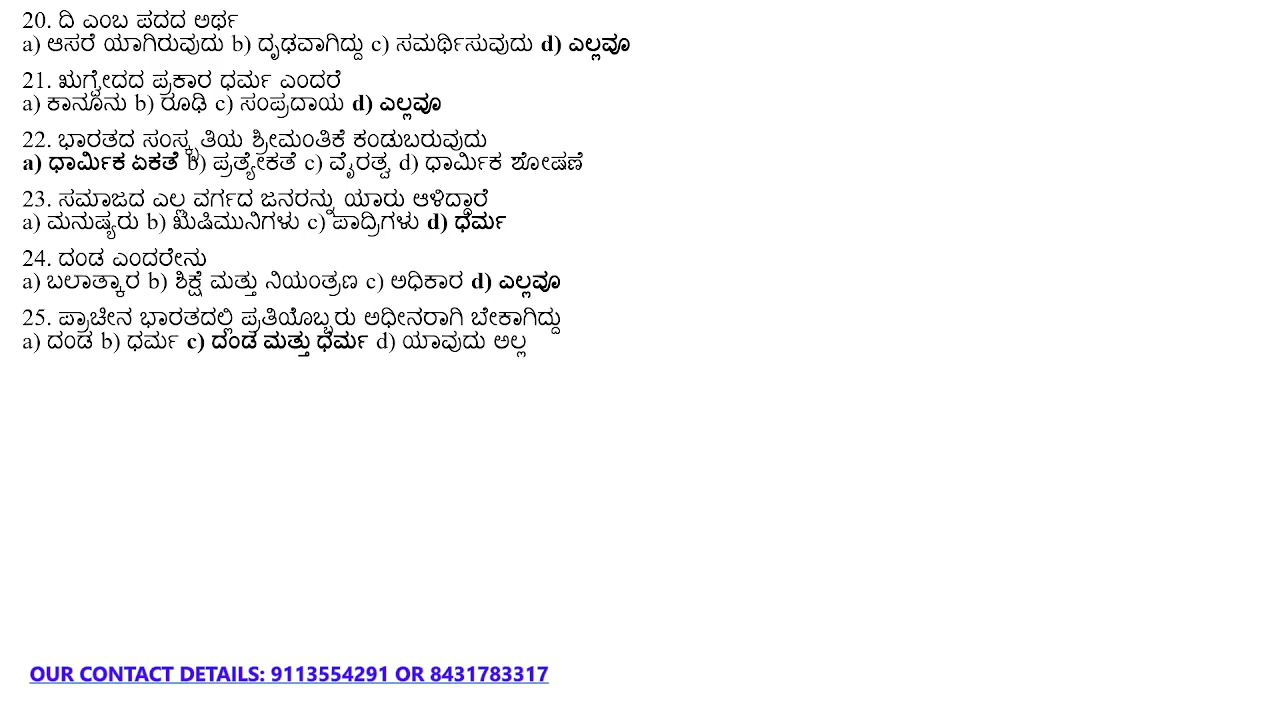 20. ದಿ ಎಂಬ ಪದದ ಅರ್ಥ
a) ಆಸರೆ ಯಾಗಿರುವುದು b) ದೃಢವಾಗಿದ್ದು c) ಸಮರ್ಥಿಸುವುದು d) ಎಲ್ಲವೂ
21. ಋಗ್ವೇದದ ಪ್ರಕಾರ ಧರ್ಮ ಎಂದರೆ
a) ಕಾನೂನು b) ರೂಢಿ c) ಸಂಪ್ರದಾಯ d) ಎಲ್ಲವೂ
22. ಭಾರತದ ಸಂಸ್ಕೃತಿಯ ಶ್ರೀಮಂತಿಕೆ ಕಂಡುಬರುವುದು
a) ಧಾರ್ಮಿಕ ಏಕತೆ b) ಪ್ರತ್ಯೇಕತೆ c) ವೈರತ್ವ d) ಧಾರ್ಮಿಕ ಶೋಷಣೆ
23. ಸಮಾಜದ ಎಲ್ಲ ವರ್ಗದ ಜನರನ್ನು ಯಾರು ಆಳಿದ್ದಾರೆ
a) ಮನುಷ್ಯರು b) ಋಷಿಮುನಿಗಳು c) ಪಾದ್ರಿಗಳು d) ಧರ್ಮ
24. ದಂಡ ಎಂದರೇನು
a) ಬಲಾತ್ಕಾರ b) ಶಿಕ್ಷೆ ಮತ್ತು ನಿಯಂತ್ರಣ c) ಅಧಿಕಾರ d) ಎಲ್ಲವೂ
25. ಪ್ರಾಚೀನ ಭಾರತದಲ್ಲಿ ಪ್ರತಿಯೊಬ್ಬರು ಅಧೀನರಾಗಿ ಬೇಕಾಗಿದ್ದು
a) ದಂಡ b) ಧರ್ಮ c) ದಂಡ ಮತ್ತು ಧರ್ಮ d) ಯಾವುದು ಅಲ್ಲ
OUR CONTACT DETAILS: 9113554291 OR 8431783317